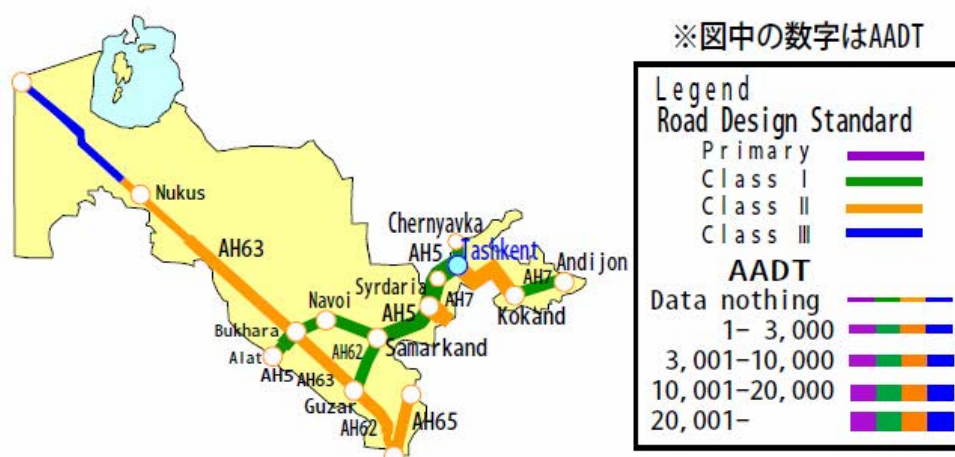 ※図中の数字はAADT
Legend
Road Design Standard
Primary
Class Ⅰ
Class Ⅱ
Class Ⅲ
AADT
Data nothing
1- 3,000
3,001-10,000
10,001-20,000
20,001-
Nukus
Chernyavka
AH63
AH5
Tashkent
Andijon
Syrdaria
AH7
AH7
Navoi
AH5
Kokand
Bukhara
Samarkand
Alat
AH62
AH5
AH63
Guzar
AH62
AH65